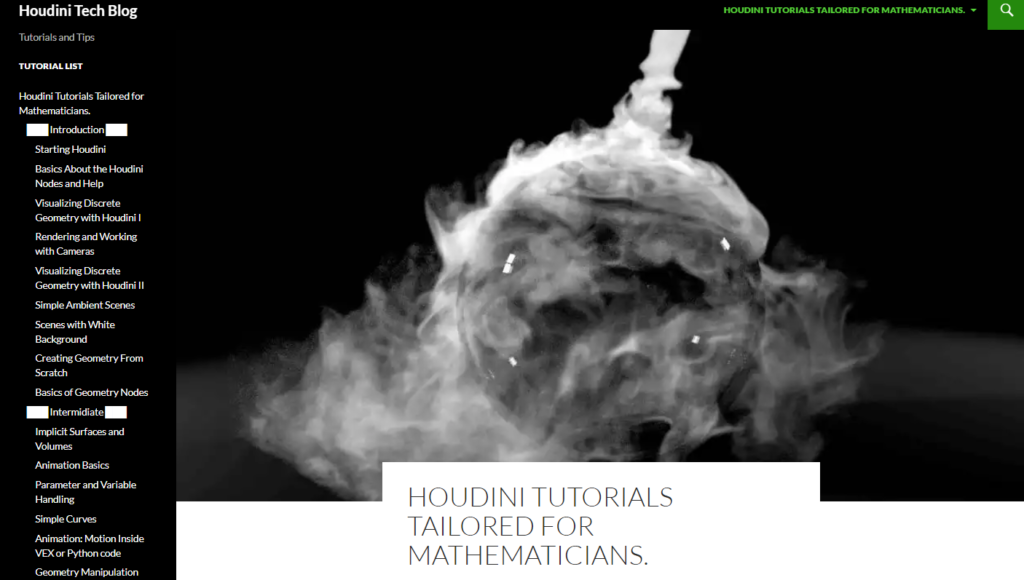 Houdini Tech Blog
HOUDINI TUTORIALS TAILORED FOR MATHEMATICIANS.
Tutorials and Tips
TUTORIAL LIST
Houdini Tutorials Tailored for
Mathematicians.
Introduction
Starting Houdini
Basics About the Houdini
Nodes and Help
Visualizing Discrete
Geometry with Houdini I
Rendering and Working
with Cameras
Visualizing Discrete
Geometry with Houdini II
Simple Ambient Scenes
Scenes with White
Background
Creating Geometry From
Scratch
Basics of Geometry Nodes
Intermidiate
Implicit Surfaces and
Volumes
Animation Basics
Parameter and Variable
Handling
Simple Curves
Animation: Motion Inside
VEX or Python code
Geometry Manipulation
HOUDINI TUTORIALS
TAILORED FOR
MATHEMATICIANS.